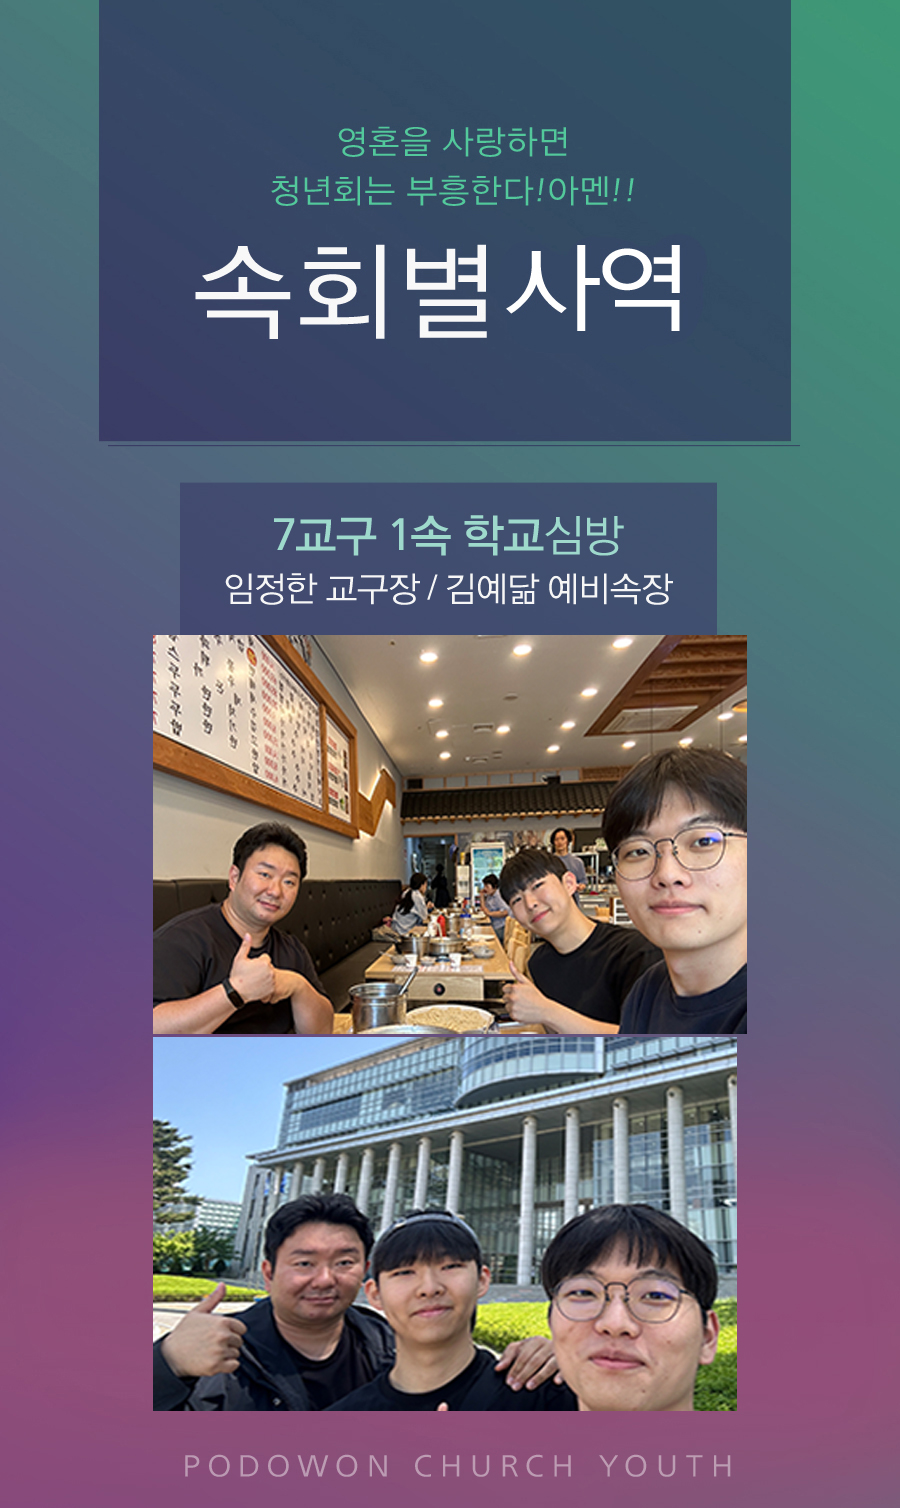 영혼을 사랑하면
청년회는 부흥한다!아멘!!
속회별사역
7교구 1속 학교심방
임정한 교구장 / 김예닮 예비속장
PODOWON CHURCH YOUTH